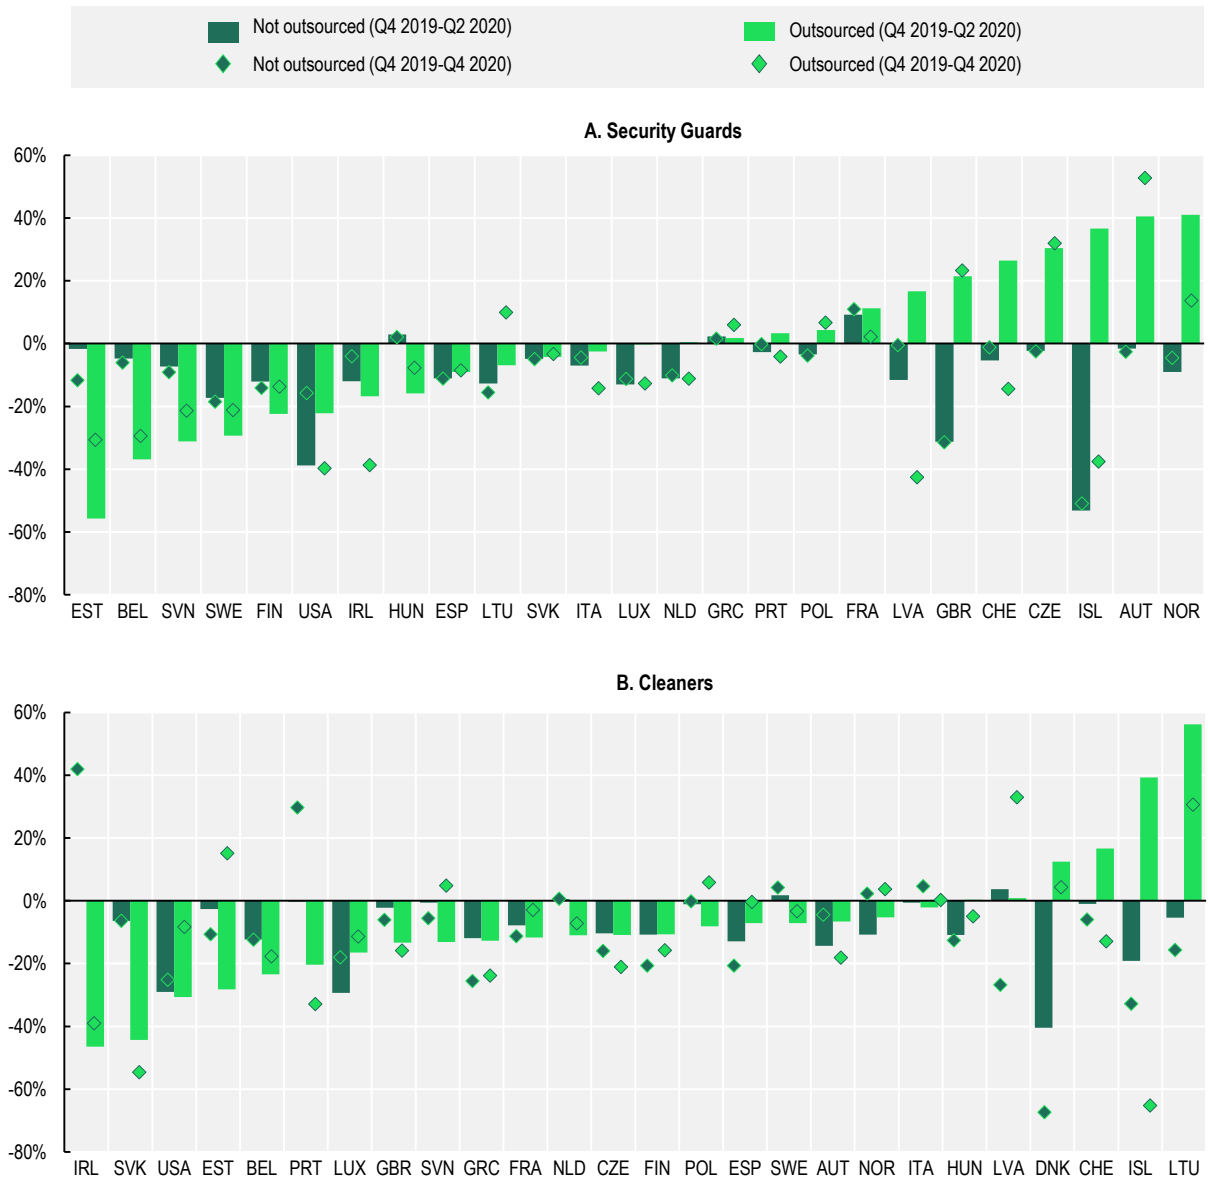 Not outsourced (Q4 2019-Q2 2020)
Outsourced (Q4 2019-Q2 2020)
Not outsourced (Q4 2019-Q4 2020)
Outsourced (Q4 2019-Q4 2020)
A. Security Guards
60%
40%
20%
0%
-20%
-40%
-60%
-80%
EST BEL SVN SWE FIN USA IRL HUN ESP LTU SVK ITA LUX NLD GRC PRT POL FRA LVA GBR CHE CZE ISL AUT NOR
B. Cleaners
60%
40%
20%
0%
-20%
-40%
-60%
-80%
IRL SVK USA EST BEL PRT LUX GBR SVN GRC FRA NLD CZE FIN POL ESP SWE AUT NOR ITA HUN LVA DNK CHE ISL LTU